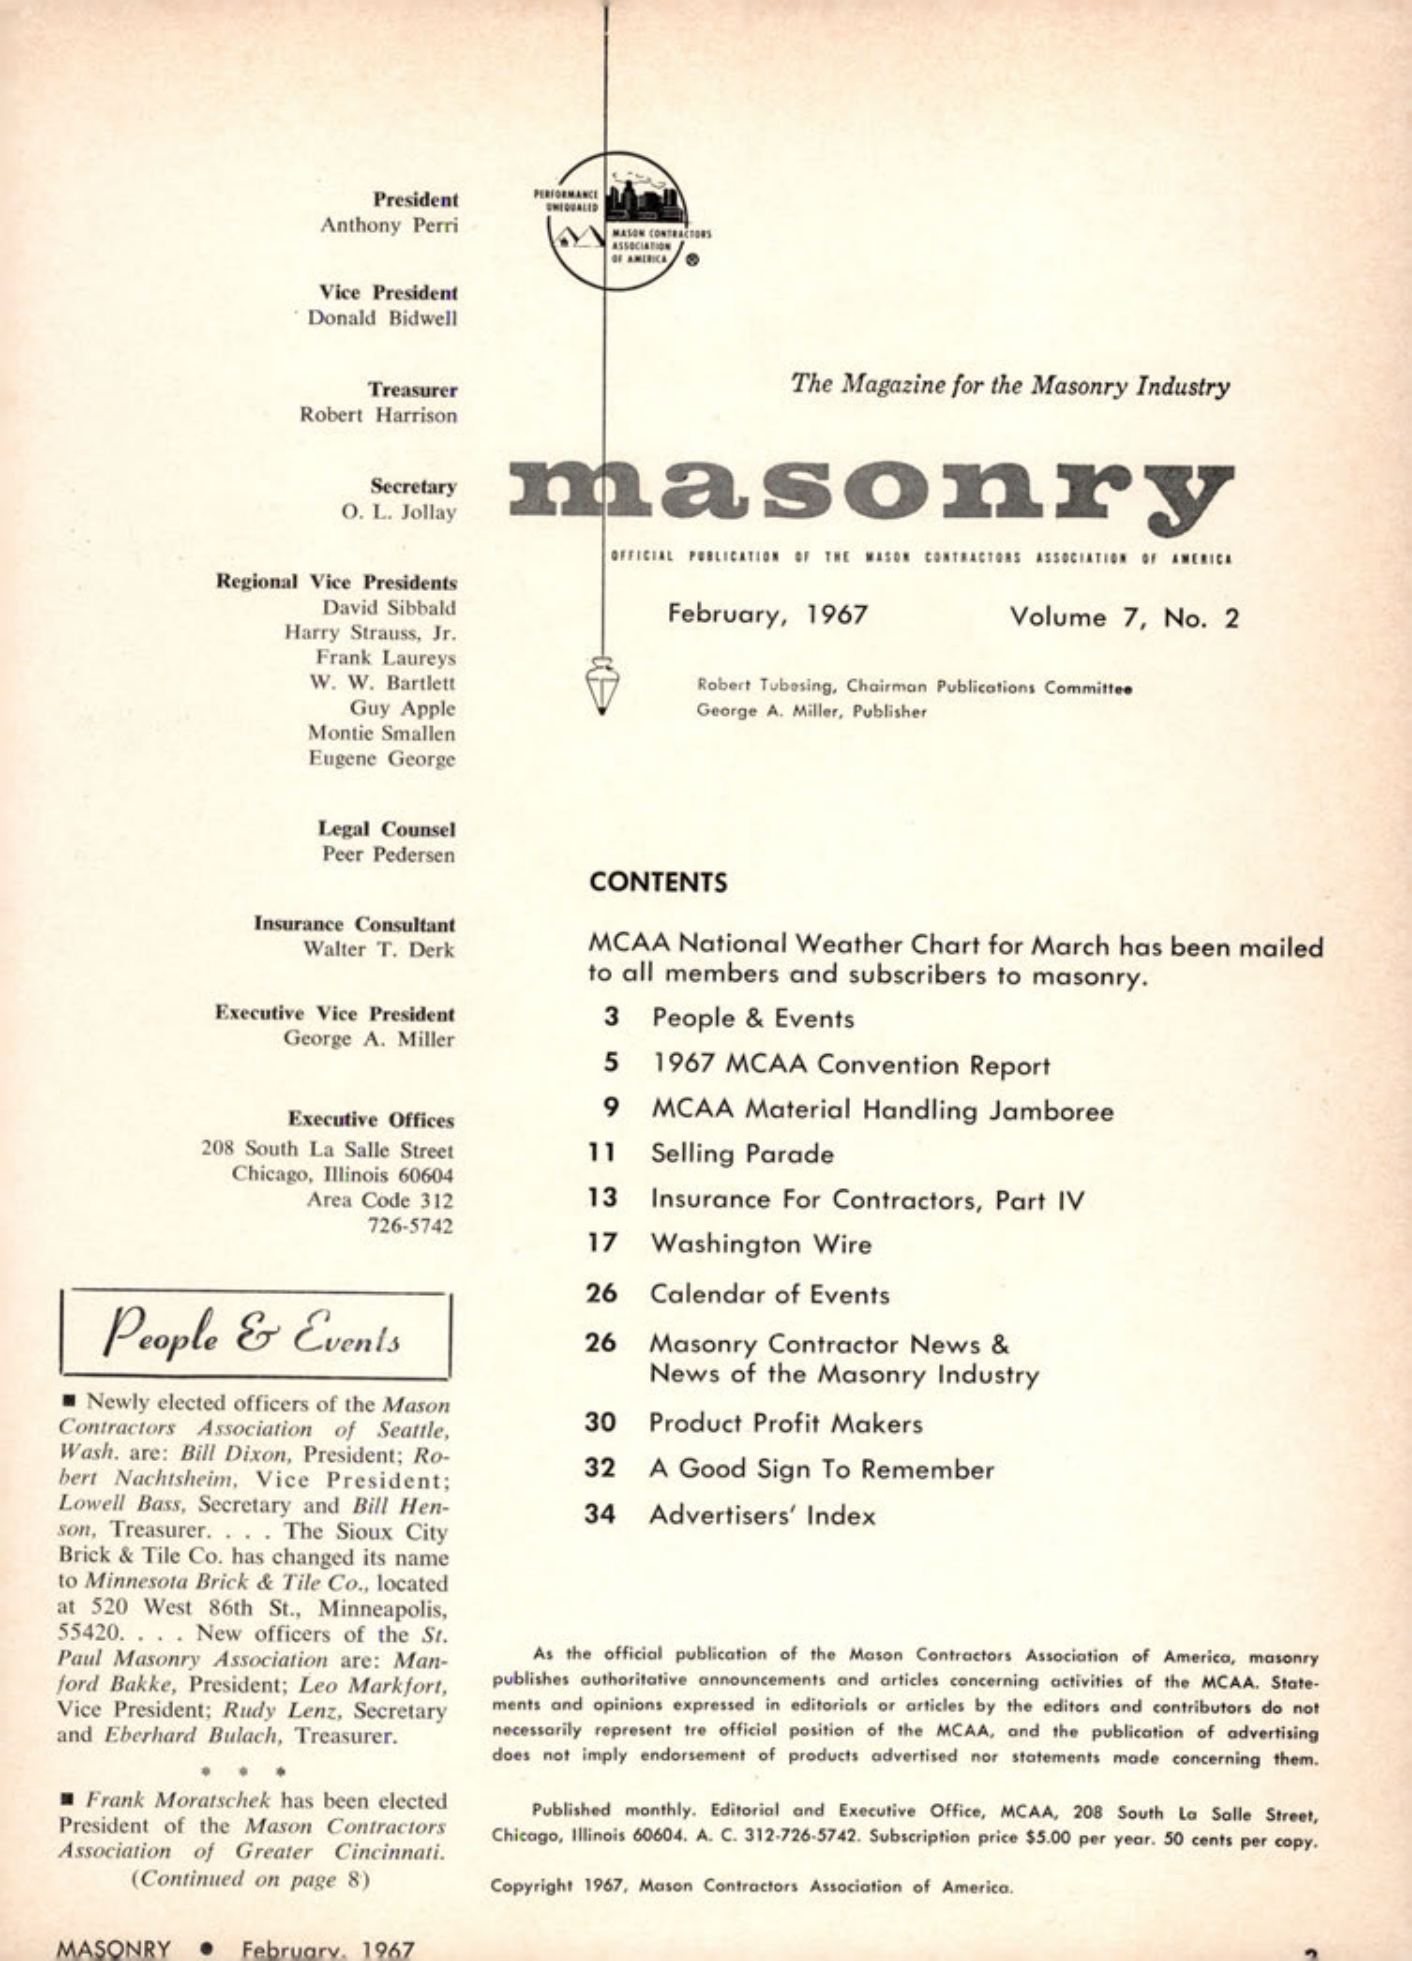 President
Anthony Perri
Vice President
Donald Bidwell
Treasurer
Robert Harrison
Secretary
O. L. Jollay
Regional Vice Presidents
David Sibbald
Harry Strauss, Jr.
Frank Laureys
W. W. Bartlett
Guy Apple
Montie Smallen
Eugene George
Legal Counsel
Peer Pedersen
Insurance Consultant
Walter T. Derk
Executive Vice President
George A. Miller
Executive Offices
208 South La Salle Street
Chicago, Illinois 60604
Area Code 312
726-5742
People & Events
■ Newly elected officers of the Mason
Contractors Association of Seattle,
Wash. are: Bill Dixon, President; Ro-
bert Nachtsheim, Vice President;
Lowell Bass, Secretary and Bill Hen-
son, Treasurer. . . . The Sioux City
Brick & Tile Co. has changed its name
to Minnesota Brick & Tile Co., located
at 520 West 86th St., Minneapolis,
55420. . . . New officers of the St.
Paul Masonry Association are: Man-
ford Bakke, President; Leo Markfort,
Vice President; Rudy Lenz, Secretary
and Eberhard Bulach, Treasurer.
* * *
■ Frank Moratschek has been elected
President of the Mason Contractors
Association of Greater Cincinnati.
(Continued on page 8)
PERFORMANCE
UNEQUALED
MASON CONTRACTORS
ASSOCIATION
OF AMERICA
®
The Magazine for the Masonry Industry
masonry
OFFICIAL PUBLICATION OF THE MASON CONTRACTORS ASSOCIATION OF AMERICA
February, 1967 Volume 7, No. 2
Robert Tubesing, Chairman Publications Committee
George A. Miller, Publisher
CONTENTS
MCAA National Weather Chart for March has been mailed
to all members and subscribers to masonry.
3 People & Events
5 1967 MCAA Convention Report
9 MCAA Material Handling Jamboree
11 Selling Parade
13 Insurance For Contractors, Part IV
17 Washington Wire
26 Calendar of Events
26 Masonry Contractor News &
News of the Masonry Industry
30 Product Profit Makers
32 A Good Sign To Remember
34 Advertisers' Index
As the official publication of the Mason Contractors Association of America, masonry
publishes authoritative announcements and articles concerning activities of the MCAA. State-
ments and opinions expressed in editorials or articles by the editors and contributors do not
necessarily represent tre official position of the MCAA, and the publication of advertising
does not imply endorsement of products advertised nor statements made concerning them.
Published monthly. Editorial and Executive Office, MCAA, 208 South La Salle Street,
Chicago, Illinois 60604. A. C. 312-726-5742. Subscription price $5.00 per year. 50 cents per copy.
Copyright 1967, Mason Contractors Association of America.
MASONRY ● February, 1967